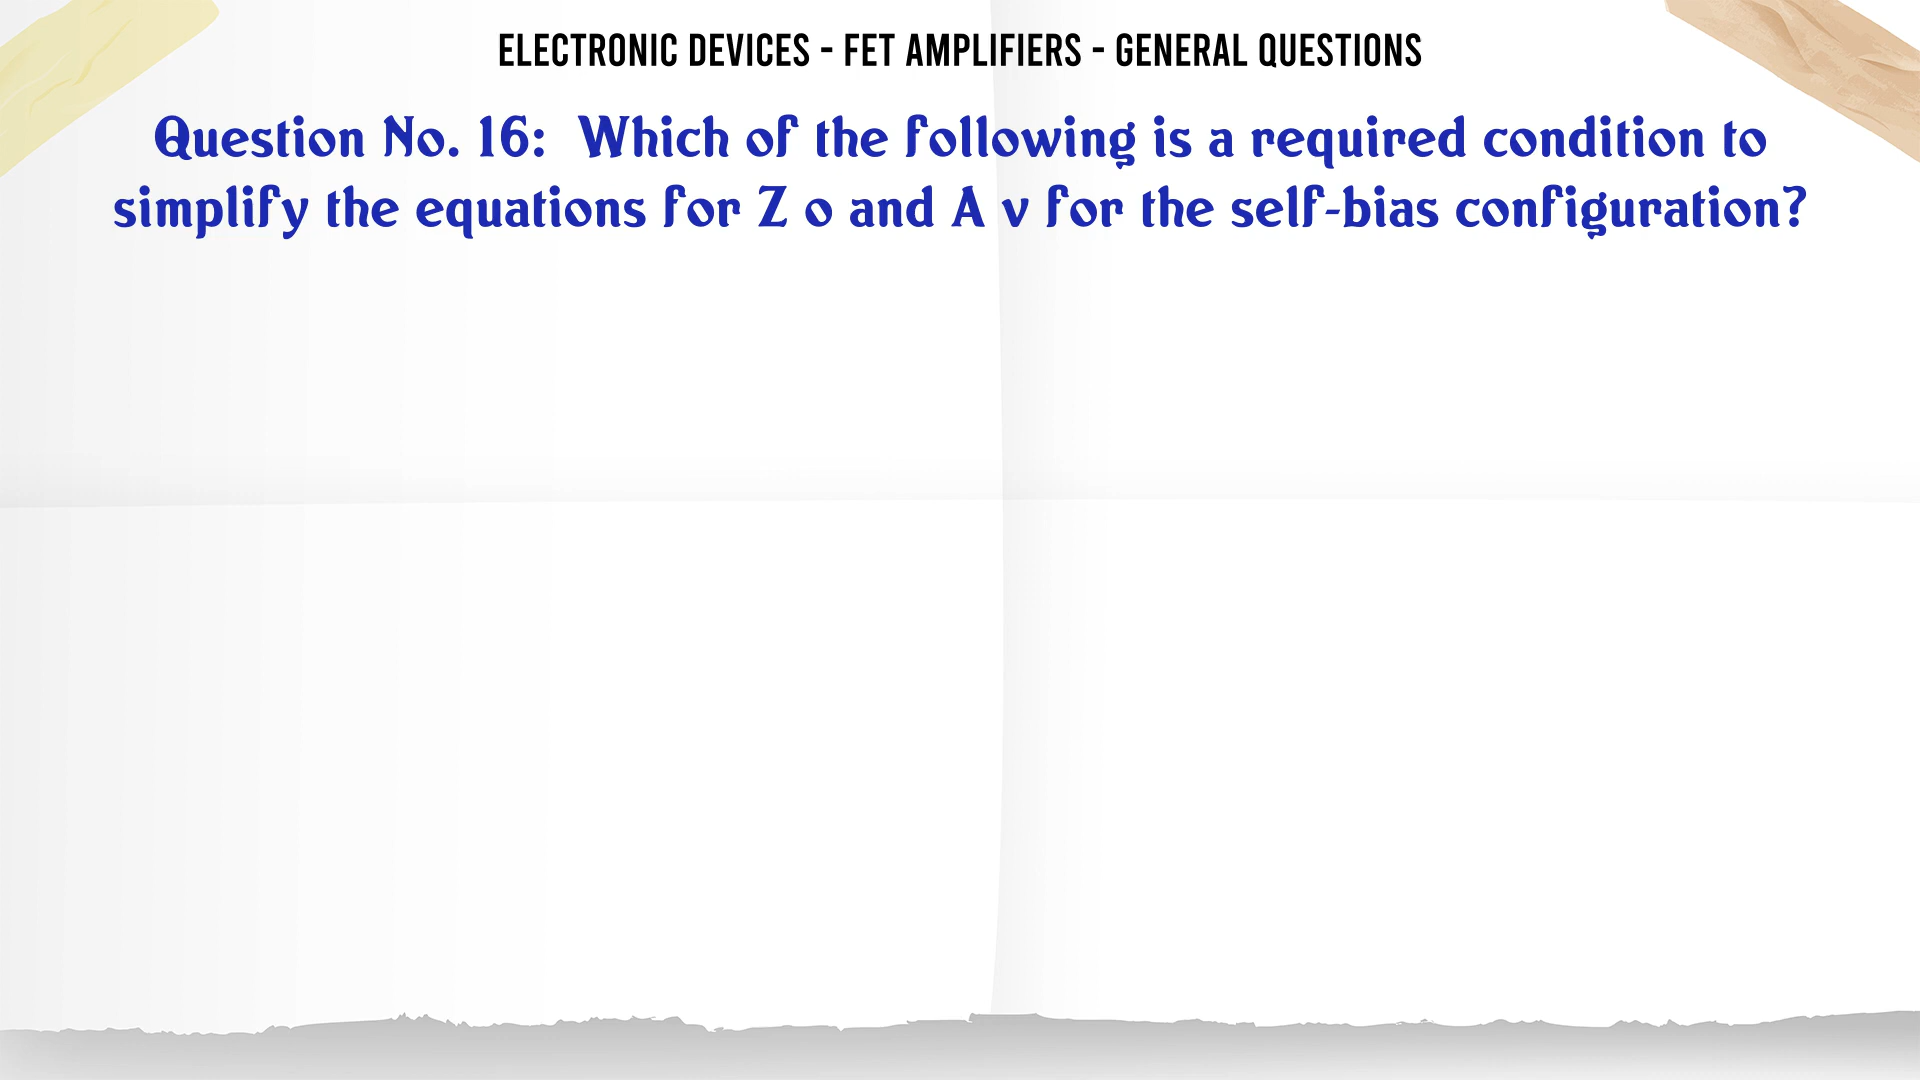 ELECTRONIC DEVICES - FET AMPLIFIERS - GENERAL QUESTIONS
Question No. 16:  Which of the following is a required condition to
simplify the equations for Z o and A v for the self-bias configuration?